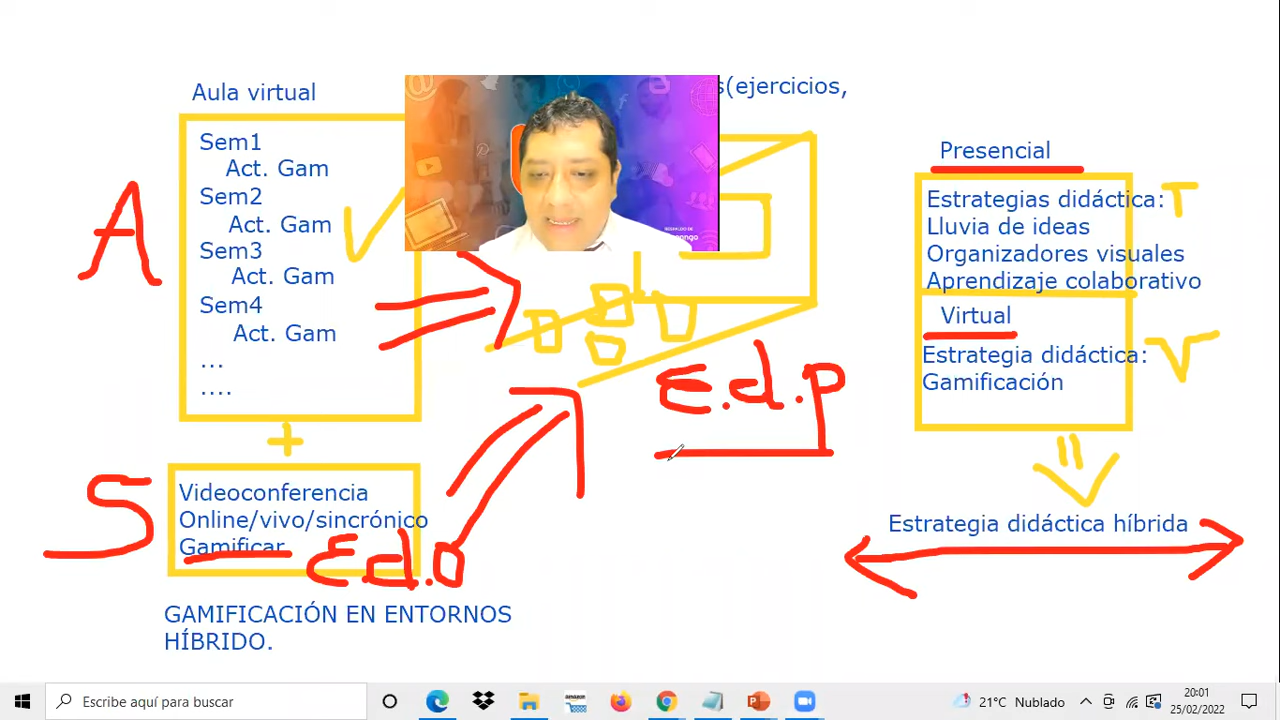 Aula virtual
s(ejercicios,
Sem1
Act. Gam
Sem2
Act. Gam
Sem3
Act. Gam
Sem4
Act. Gam
...
....
A
+
S
Videoconferencia
Online/vivo/sincrónico
Gamificar
E.d.O
E.d.P
GAMIFICACIÓN EN ENTORNOS
HÍBRIDO.
Presencial
Estrategias didáctica: T
Lluvia de ideas
Organizadores visuales
Aprendizaje colaborativo
Virtual
Estrategia didáctica:
Gamificación
Estrategia didáctica híbrida
Escribe aquí para buscar
amazon
21°C Nublado
20:01
25/02/2022